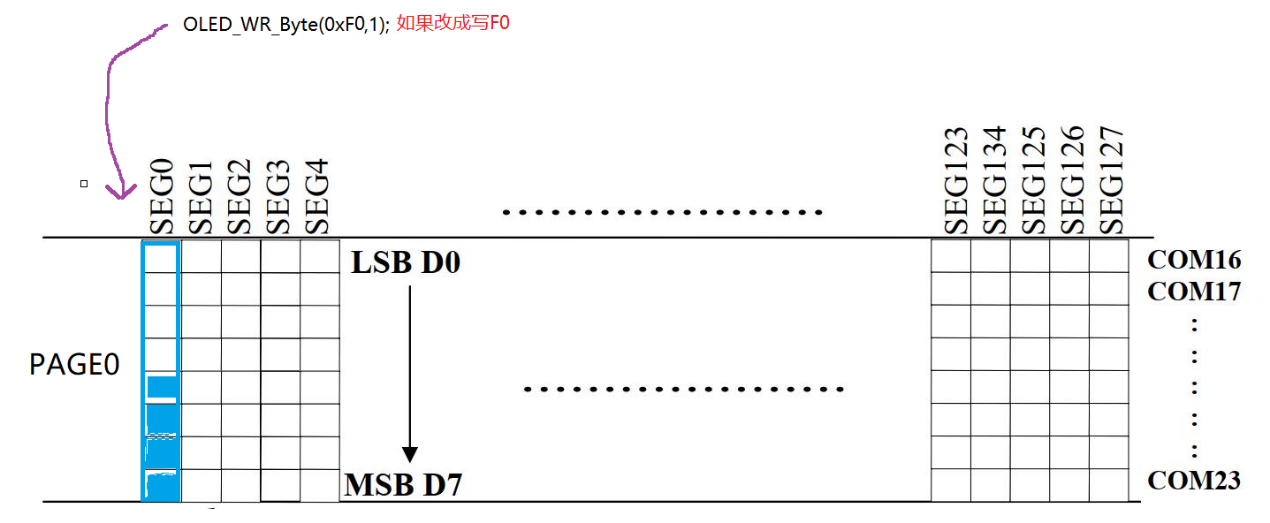 OLED_WR_Byte(0xF0,1); 如果改成写F0
SEG0
SEG1
SEG2
SEG3
SEG4
SEG123
SEG134
SEG125
SEG126
SEG127
LSB D0
COM16
COM17
PAGE0
MSB D7
COM23